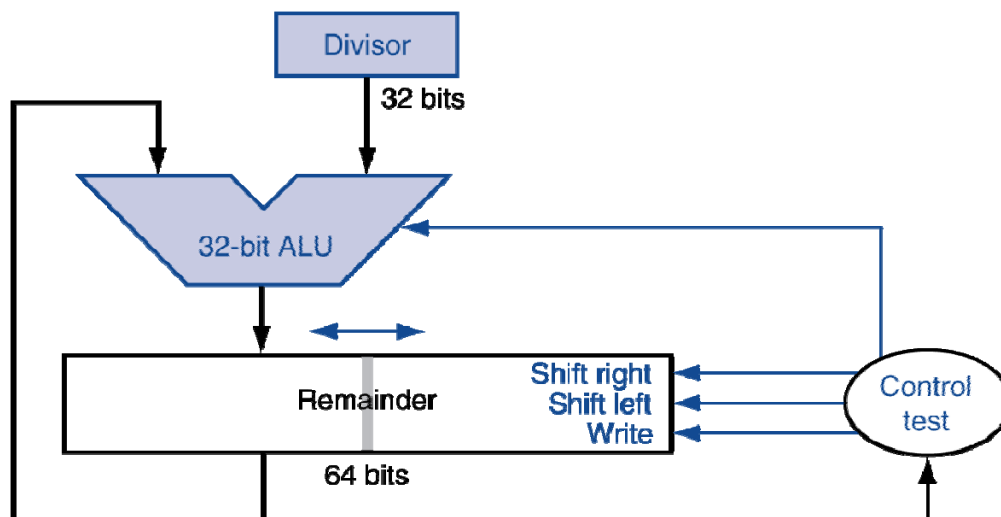 Divisor
32 bits
32-bit ALU
Remainder
Shift right
Shift left
Write
Control
test
64 bits